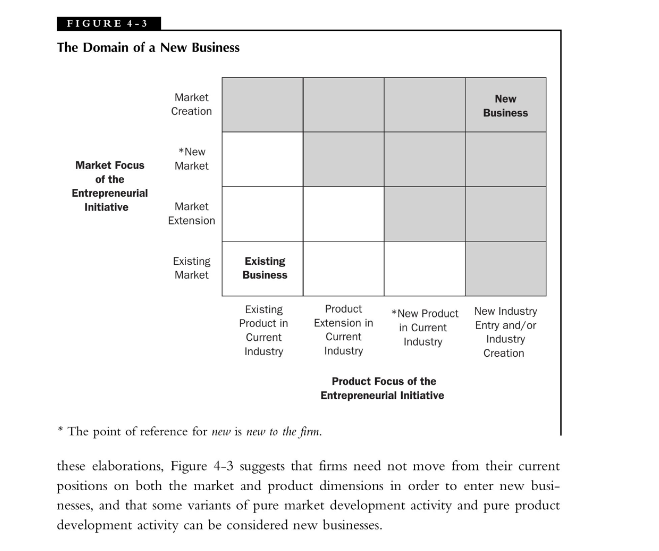 FIGURE 4-3
The Domain of a New Business
Market
Creation
New
Business
*New
Market
Market Focus
of the
Entrepreneurial
Initiative
Market
Extension
Existing
Market
Existing
Business
Existing
Product in
Current
Industry
Product
Extension in
Current
Industry
*New Product
in Current
Industry
New Industry
Entry and/or
Industry
Creation
Product Focus of the
Entrepreneurial Initiative
* The point of reference for new is new to the firm.
these elaborations, Figure 4-3 suggests that firms need not move from their current
positions on both the market and product dimensions in order to enter new busi-
nesses, and that some variants of pure market development activity and pure product
development activity can be considered new businesses.